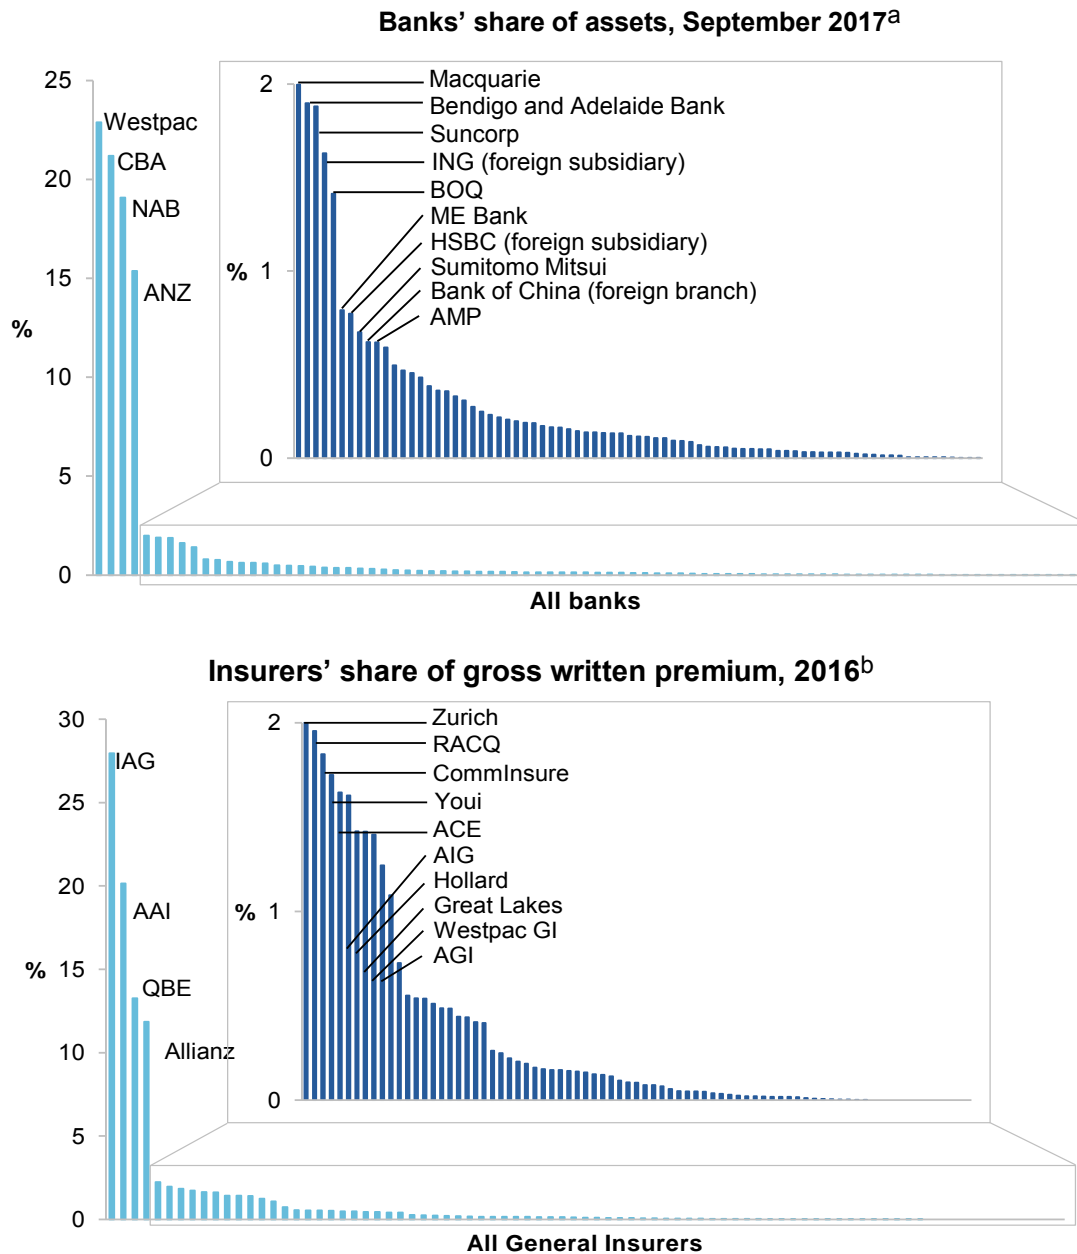 Banks’ share of assets, September 2017a
25
20
15
10
5
0
%
Westpac
CBA
NAB
ANZ
2
1
0
%
Macquarie
Bendigo and Adelaide Bank
Suncorp
ING (foreign subsidiary)
BOQ
ME Bank
HSBC (foreign subsidiary)
Sumitomo Mitsui
Bank of China (foreign branch)
AMP
All banks
Insurers’ share of gross written premium, 2016b
30
25
20
15
10
5
0
%
IAG
AAI
QBE
Allianz
2
1
0
%
Zurich
RACQ
CommInsure
Youi
ACE
AIG
Hollard
Great Lakes
Westpac GI
AGI
All General Insurers